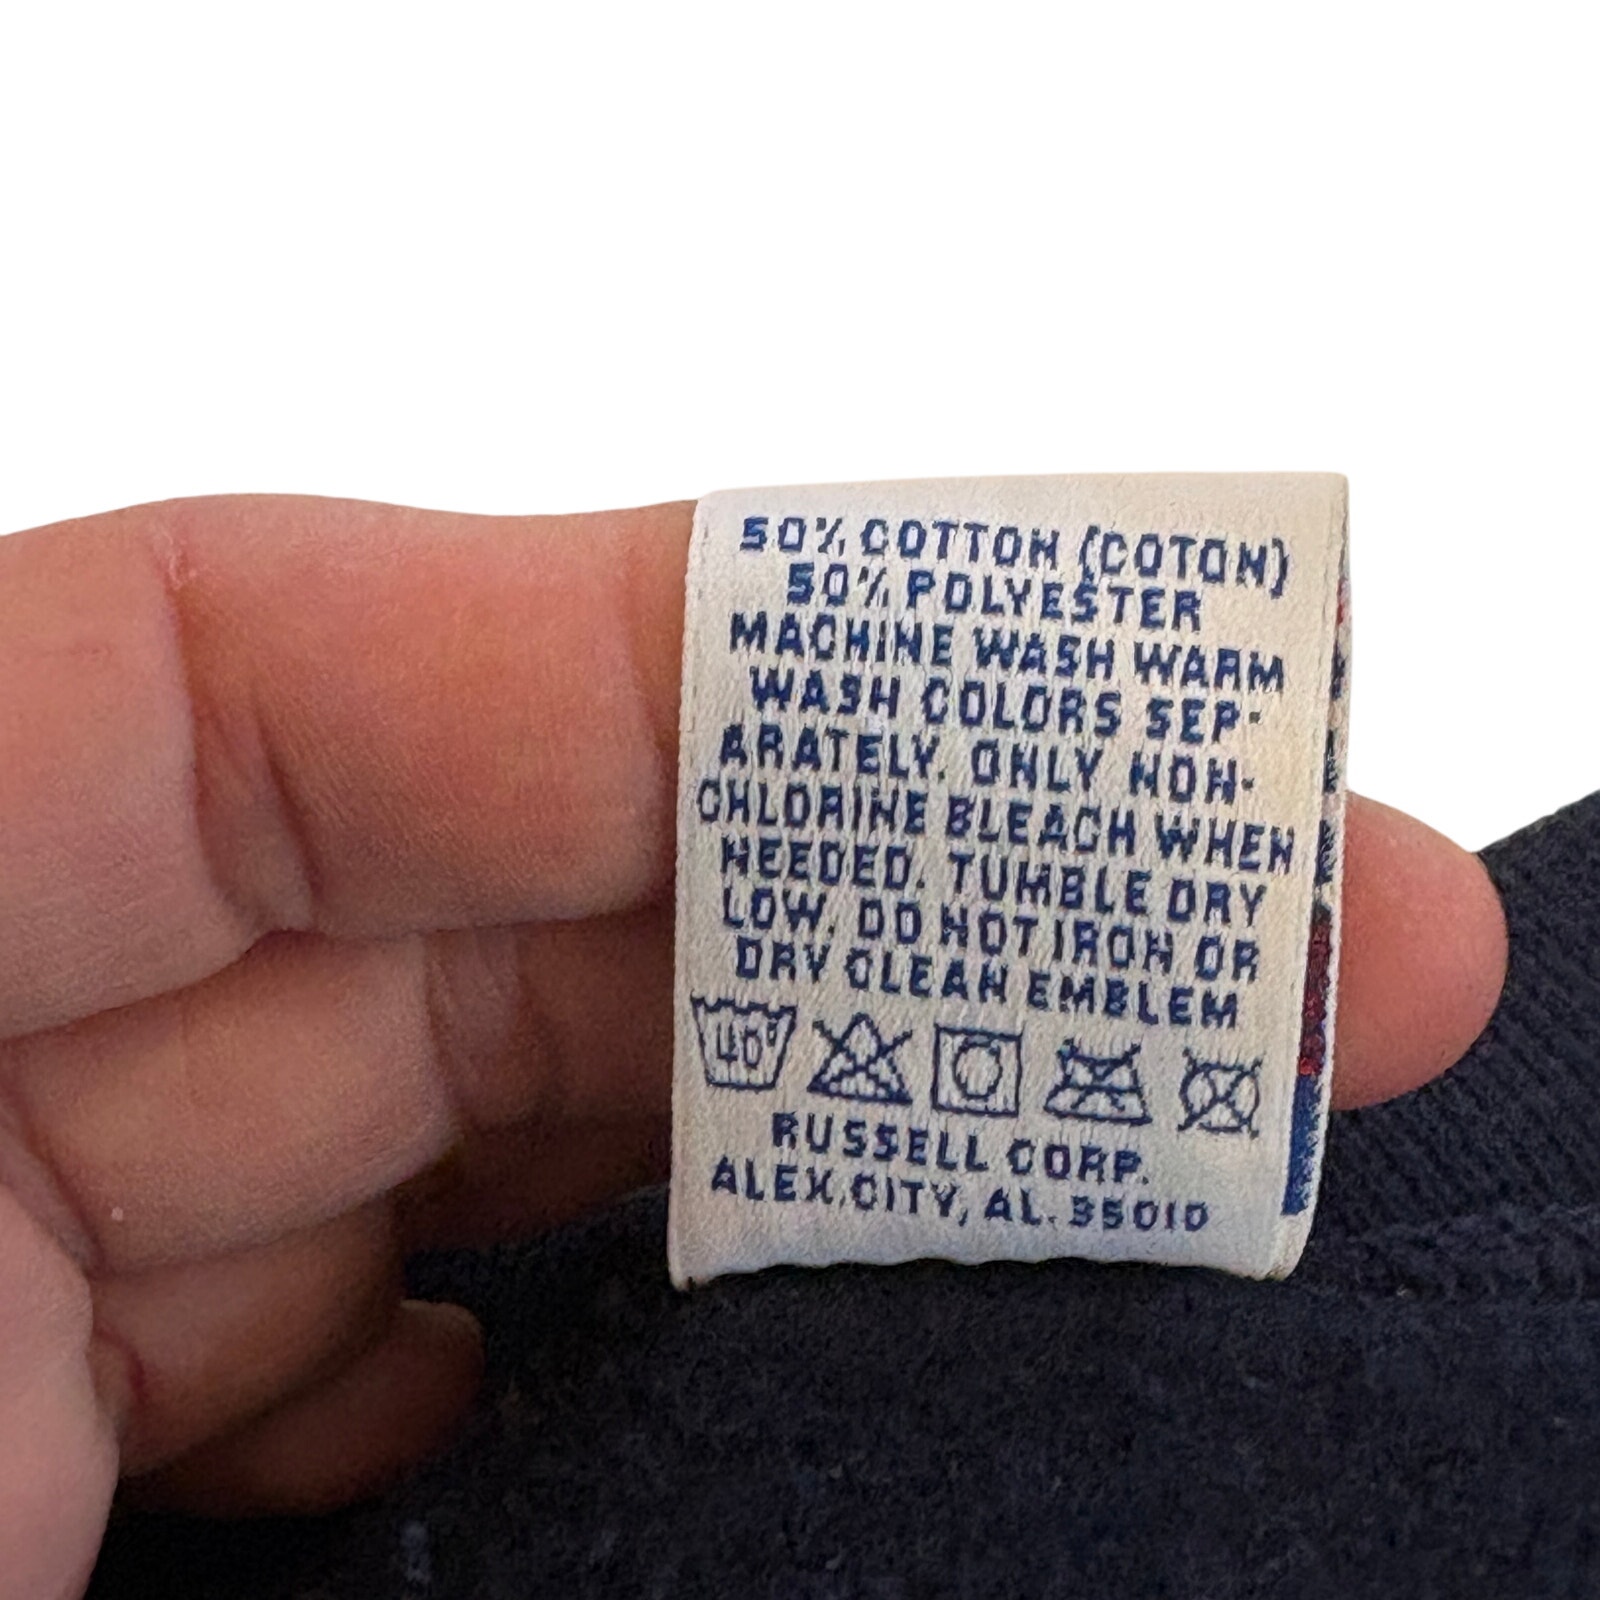 50% COTTON (COTON)
50% POLYESTER
MACHINE WASH WARM
WASH COLORS SEP-
ARATELY. ONLY NON-
CHLORINE BLEACH WHEN
NEEDED. TUMBLE DRY
LOW. DO NOT IRON OR
DRY CLEAN EMBLEM
40°
RUSSELL CORP.
ALEX. CITY, AL. 35010